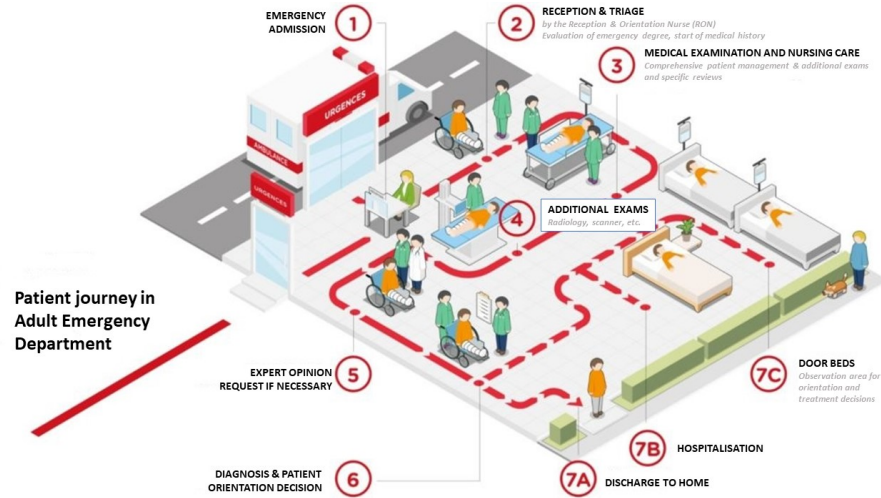 EMERGENCY
ADMISSION
1
2
RECEPTION & TRIAGE
by the Reception & Orientation Nurse (RON)
Evaluation of emergency degree, start of medical history
3
MEDICAL EXAMINATION AND NURSING CARE
Comprehensive patient management & additional exams
and specific reviews
URGENCES
AMBULANCE
URGENCES
4
ADDITIONAL EXAMS
Radiology, scanner, etc.
Patient journey in
Adult Emergency
Department
EXPERT OPINION
REQUEST IF NECESSARY
5
7C
DOOR BEDS
Observation area for
orientation and
treatment decisions
7B
HOSPITALISATION
DIAGNOSIS & PATIENT
ORIENTATION DECISION
6
7A
DISCHARGE TO HOME